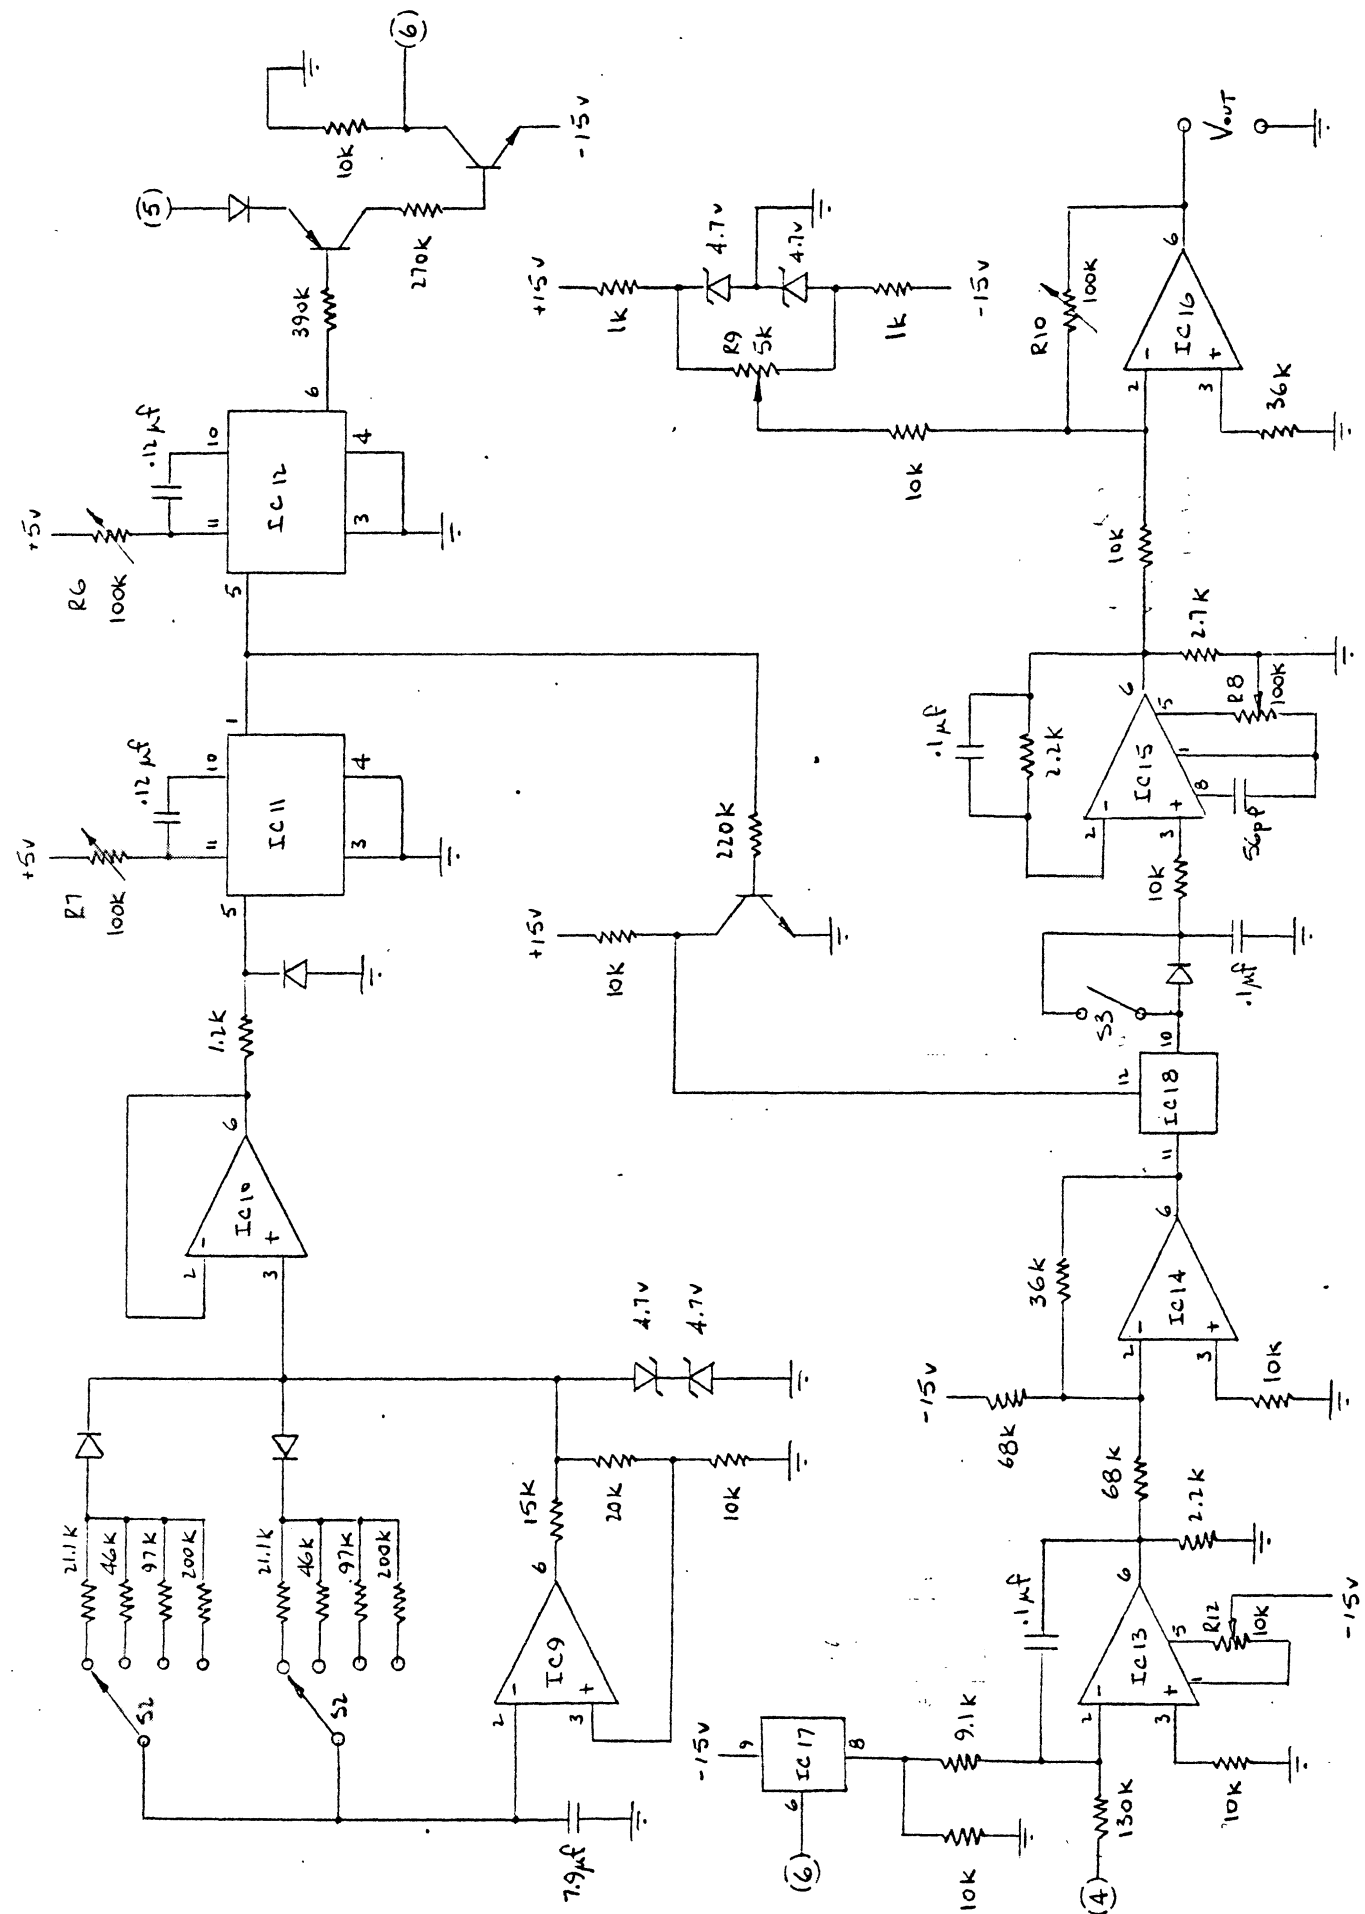 (5)
(6)
10K
-15v
270K
390K
6
.12 µf
10
4
+5v
R6
100K
11
IC12
3
5
1
.12 µf
10
4
+5v
R7
100K
11
IC11
3
5
1.2K
6
IC10
-
+
2
3
21.1K
46K
97K
200K
S2
21.1K
46K
97K
200K
S2
4.7v
4.7v
15K
20K
10K
6
IC9
-
+
2
3
7.9µf
+15v
1K
4.7v
4.7v
R9
5K
1K
-15v
10K
220K
+15v
10K
VOUT
R10
100K
6
IC16
-
+
2
3
36K
10K
2.7K
.1 µf
2.2K
6
5
R8
100K
IC15
1
8
56pf
-
+
2
3
10K
S3
.1µf
10
12
IC18
11
36K
6
IC14
-
+
2
3
10K
-15v
68K
68K
2.2K
.1 µf
6
5
R12
10K
-15v
IC13
1
-
+
2
3
10K
-15v
9
IC17
8
6
(6)
9.1K
10K
130K
(4)